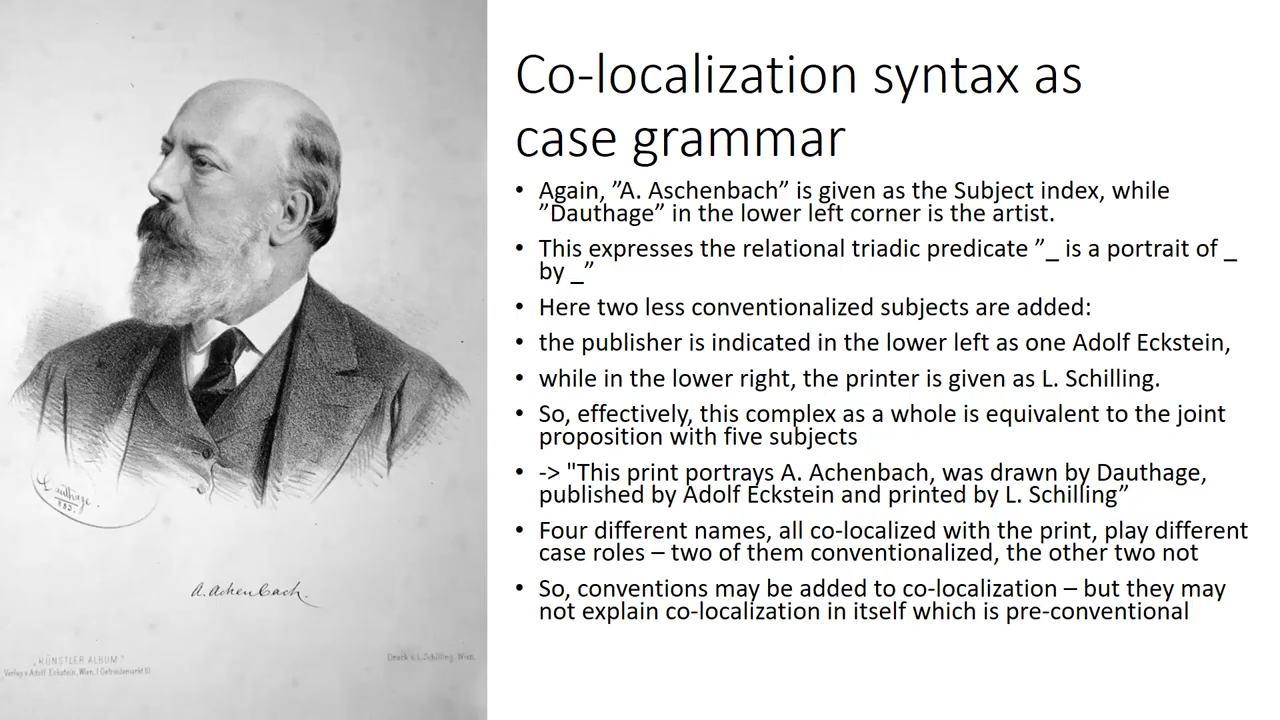 Co-localization syntax as
case grammar
• Again, ”A. Aschenbach” is given as the Subject index, while
”Dauthage” in the lower left corner is the artist.
• This expresses the relational triadic predicate ”_ is a portrait of _
by _”
• Here two less conventionalized subjects are added:
• the publisher is indicated in the lower left as one Adolf Eckstein,
• while in the lower right, the printer is given as L. Schilling.
• So, effectively, this complex as a whole is equivalent to the joint
proposition with five subjects
• -> "This print portrays A. Achenbach, was drawn by Dauthage,
published by Adolf Eckstein and printed by L. Schilling”
• Four different names, all co-localized with the print, play different
case roles – two of them conventionalized, the other two not
• So, conventions may be added to co-localization – but they may
not explain co-localization in itself which is pre-conventional
Dauthage.
A. Achenbach.
„KÜNSTLER ALBUM“
Verlag v. Adolf Eckstein, Wien, I Getreidemarkt
Druck v. L. Schilling, Wien.